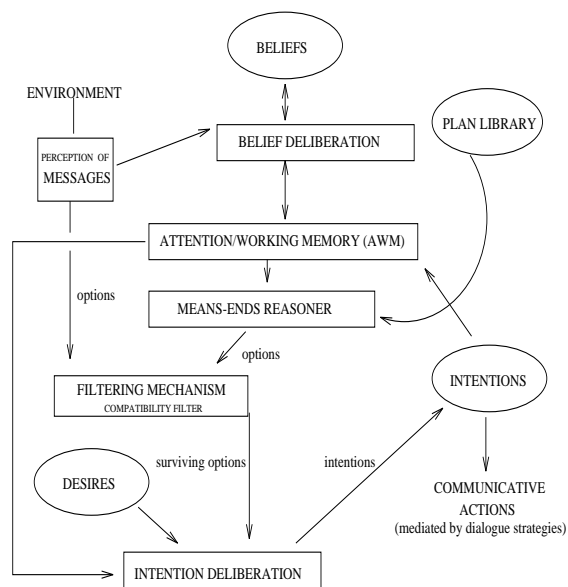 BELIEFS
ENVIRONMENT
PLAN LIBRARY
BELIEF DELIBERATION
PERCEPTION OF
MESSAGES
ATTENTION/WORKING MEMORY (AWM)
options
MEANS-ENDS REASONER
options
FILTERING MECHANISM
COMPATIBILITY FILTER
INTENTIONS
surviving options
intentions
DESIRES
COMMUNICATIVE
ACTIONS
(mediated by dialogue strategies)
INTENTION DELIBERATION